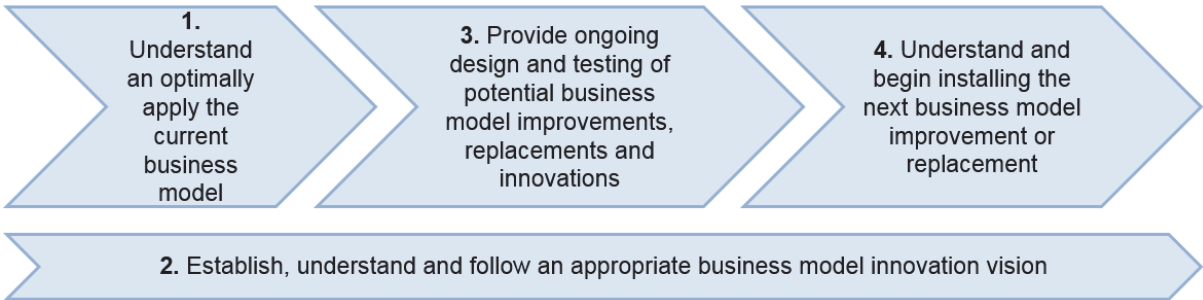 1.
Understand
an optimally
apply the
current
business
model
3. Provide ongoing
design and testing of
potential business
model improvements,
replacements and
innovations
4. Understand and
begin installing the
next business model
improvement or
replacement
2. Establish, understand and follow an appropriate business model innovation vision